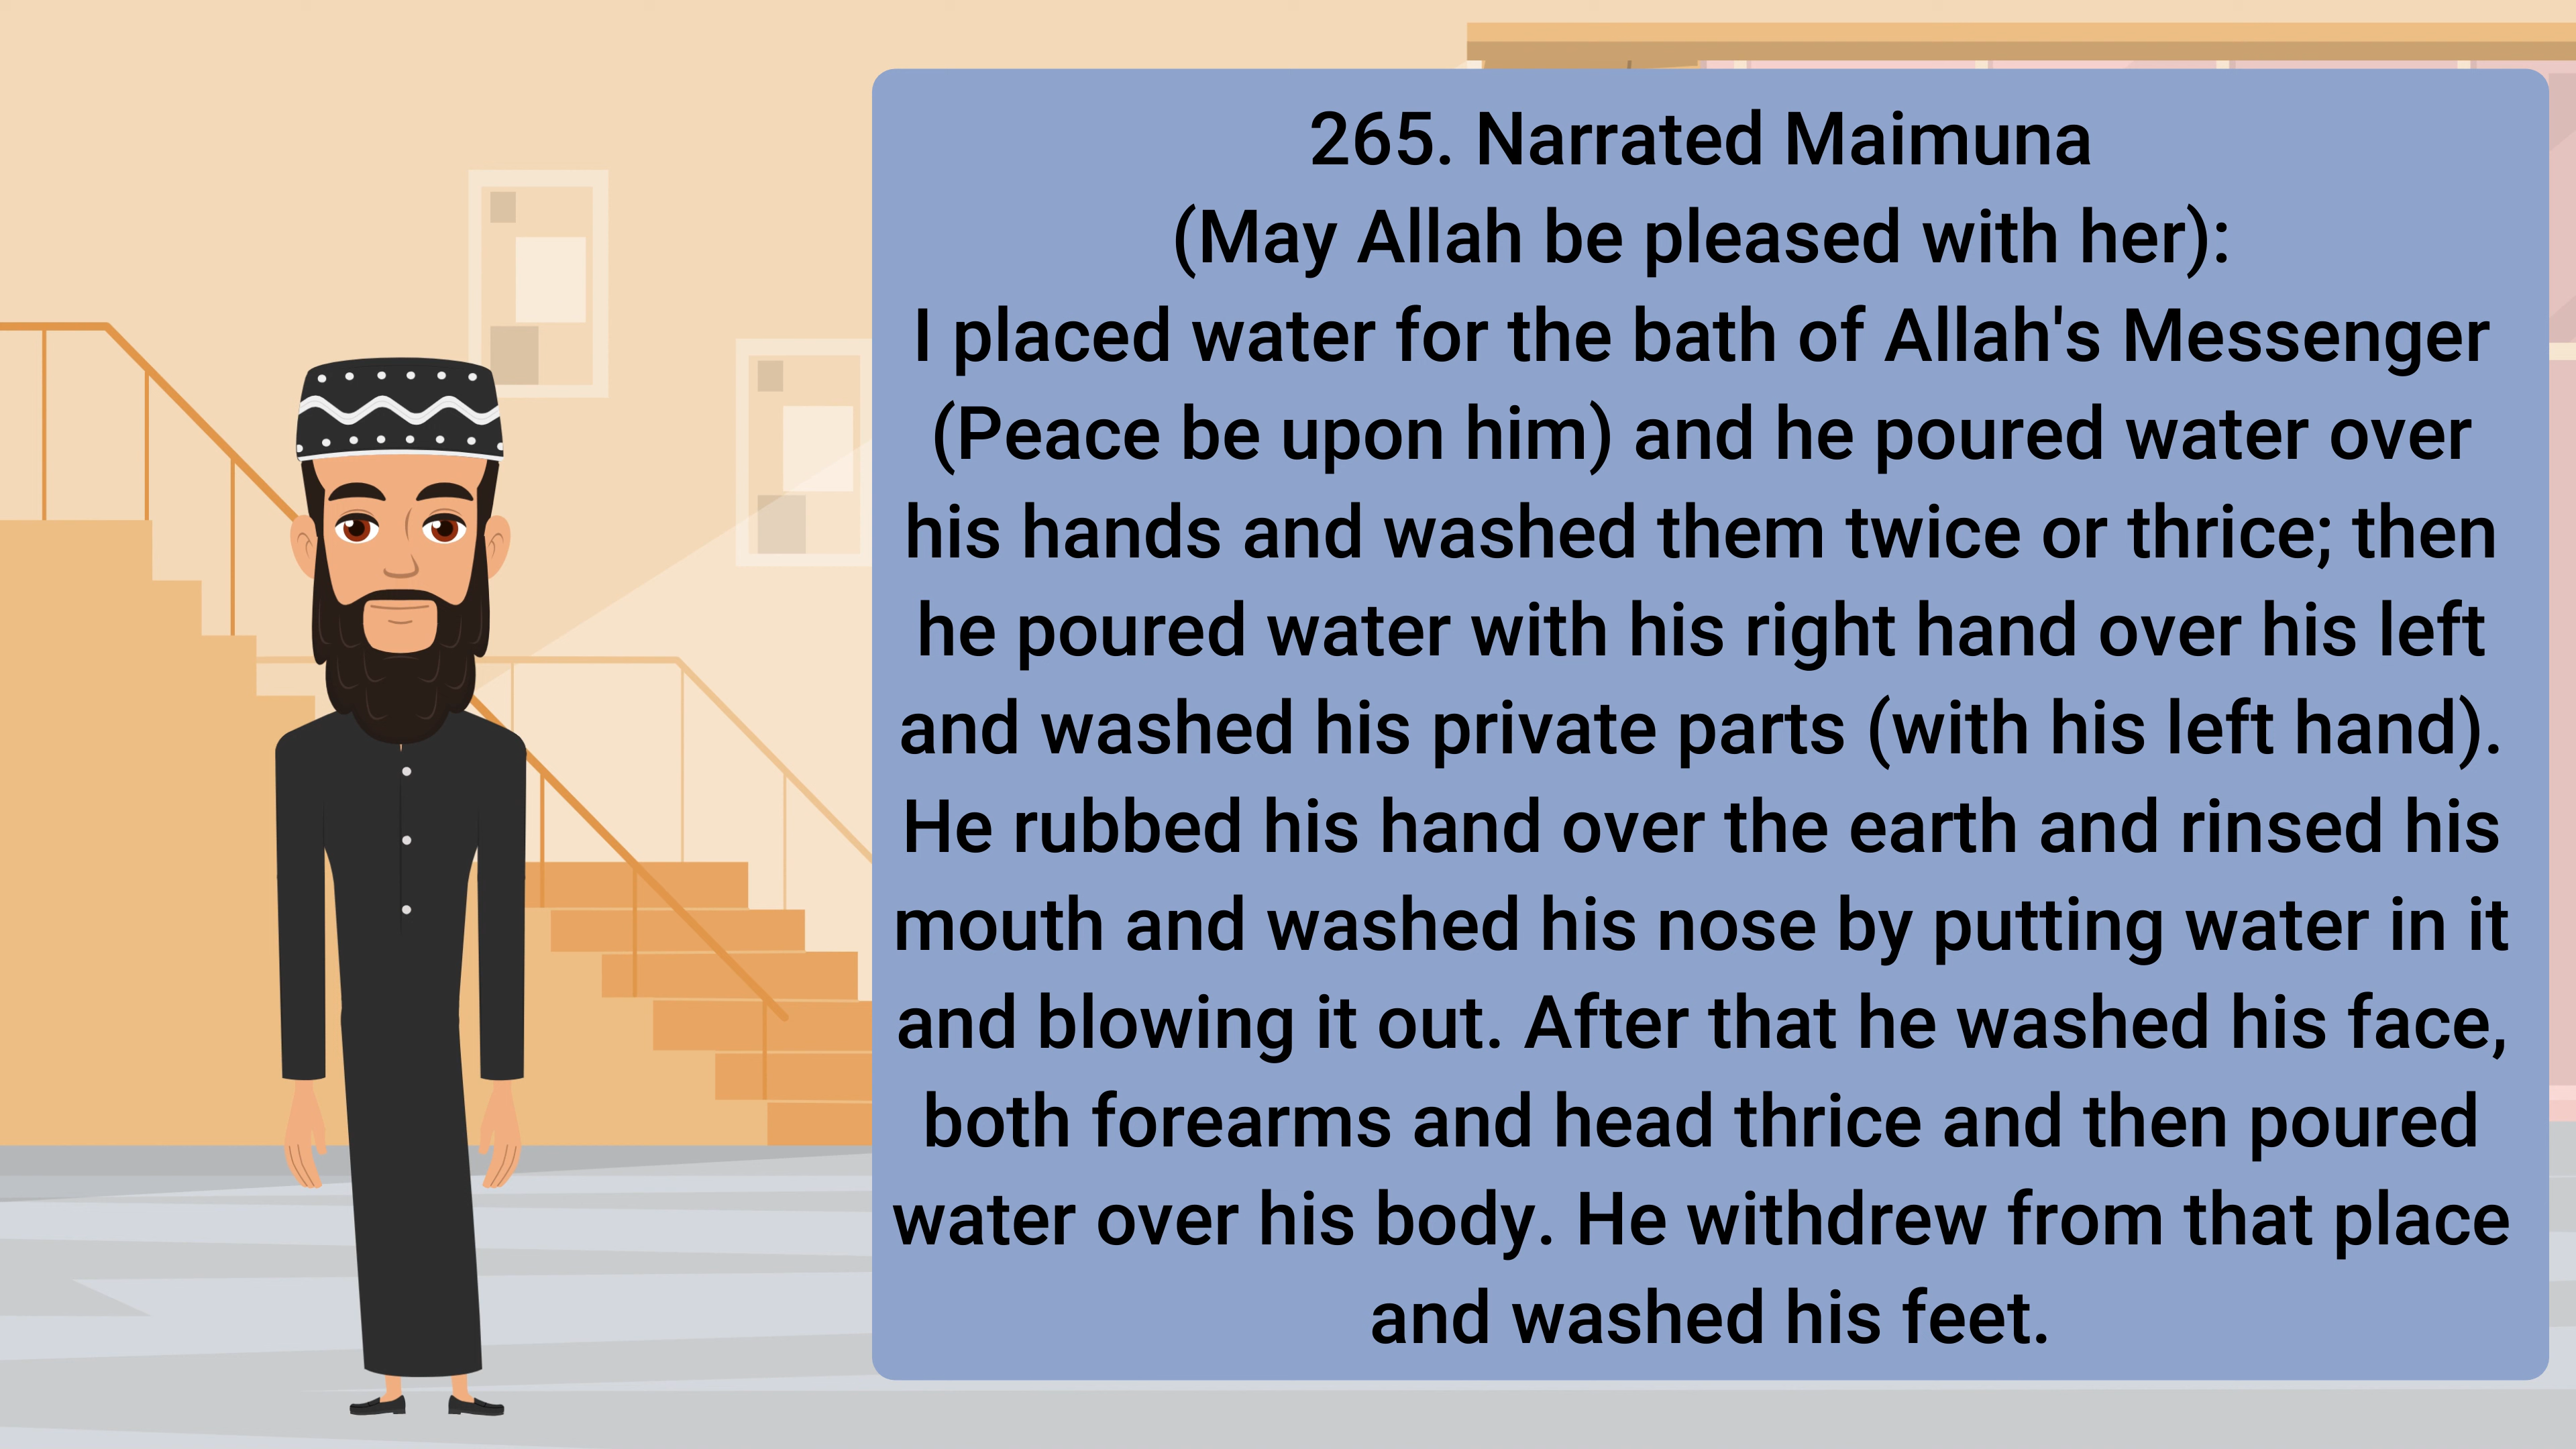 265. Narrated Maimuna
(May Allah be pleased with her):
I placed water for the bath of Allah's Messenger
(Peace be upon him) and he poured water over
his hands and washed them twice or thrice; then
he poured water with his right hand over his left
and washed his private parts (with his left hand).
He rubbed his hand over the earth and rinsed his
mouth and washed his nose by putting water in it
and blowing it out. After that he washed his face,
both forearms and head thrice and then poured
water over his body. He withdrew from that place
and washed his feet.